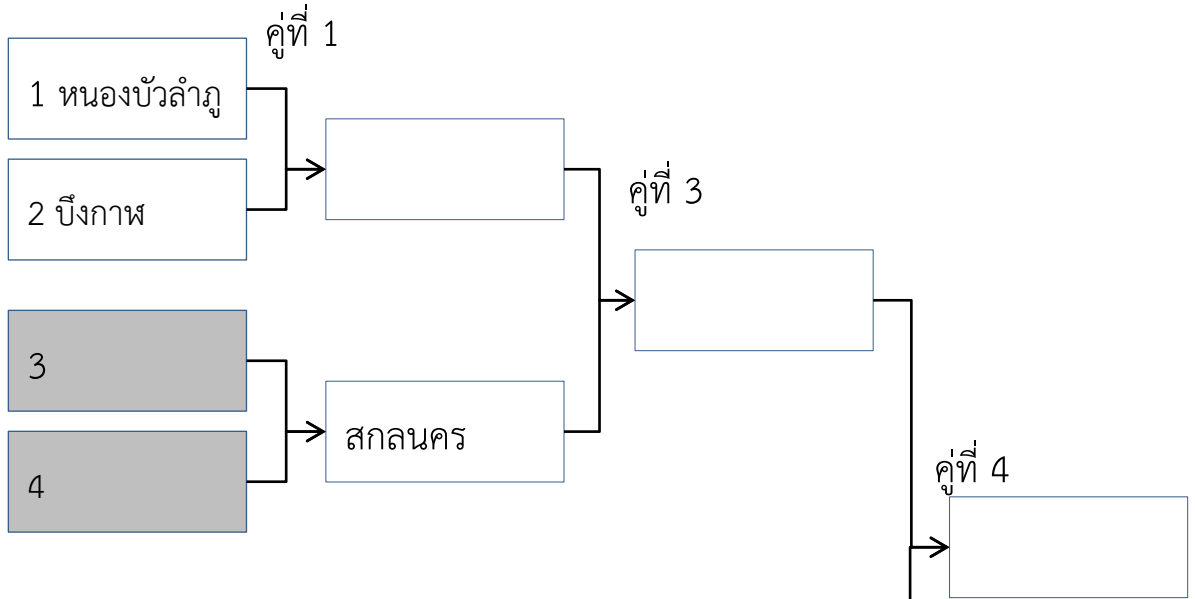 คู่ที่ 1
1 หนองบัวลำภู
2 บึงกาฬ
คู่ที่ 3
3
สกลนคร
4
คู่ที่ 4